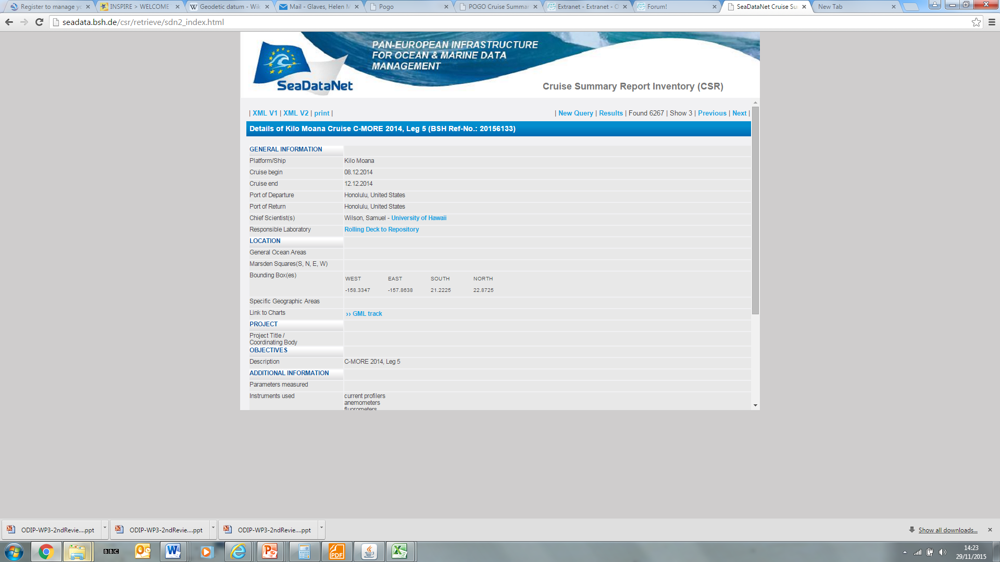 Register to manage yo
INSPIRE > WELCOME
Geodetic datum - Wik
Mail - Glaves, Helen M
Pogo
POGO Cruise Summar
Extranet - Extranet - O
Forum!
SeaDataNet Cruise Su
New Tab
seadata.bsh.de/csr/retrieve/sdn2_index.html
PAN-EUROPEAN INFRASTRUCTURE
FOR OCEAN & MARINE DATA
MANAGEMENT
SeaDataNet
Cruise Summary Report Inventory (CSR)
| XML V1 | XML V2 | print |
| New Query | Results | Found 6267 | Show 3 | Previous | Next |
Details of Kilo Moana Cruise C-MORE 2014, Leg 5 (BSH Ref-No.: 20156133)
GENERAL INFORMATION
Platform/Ship Kilo Moana
Cruise begin 08.12.2014
Cruise end 12.12.2014
Port of Departure Honolulu, United States
Port of Return Honolulu, United States
Chief Scientist(s) Wilson, Samuel - University of Hawaii
Responsible Laboratory Rolling Deck to Repository
LOCATION
General Ocean Areas
Marsden Squares(S, N, E, W)
Bounding Box(es)
WEST EAST SOUTH NORTH
-158.3347 -157.8638 21.2225 22.8725
Specific Geographic Areas
Link to Charts ›› GML track
PROJECT
Project Title /
Coordinating Body
OBJECTIVES
Description C-MORE 2014, Leg 5
ADDITIONAL INFORMATION
Parameters measured
Instruments used current profilers
anemometers
fluorometers
ODIP-WP3-2ndRevie....ppt
ODIP-WP3-2ndRevie....ppt
ODIP-WP3-2ndRevie....ppt
Show all downloads...
BBC
PDF
14:23
29/11/2015